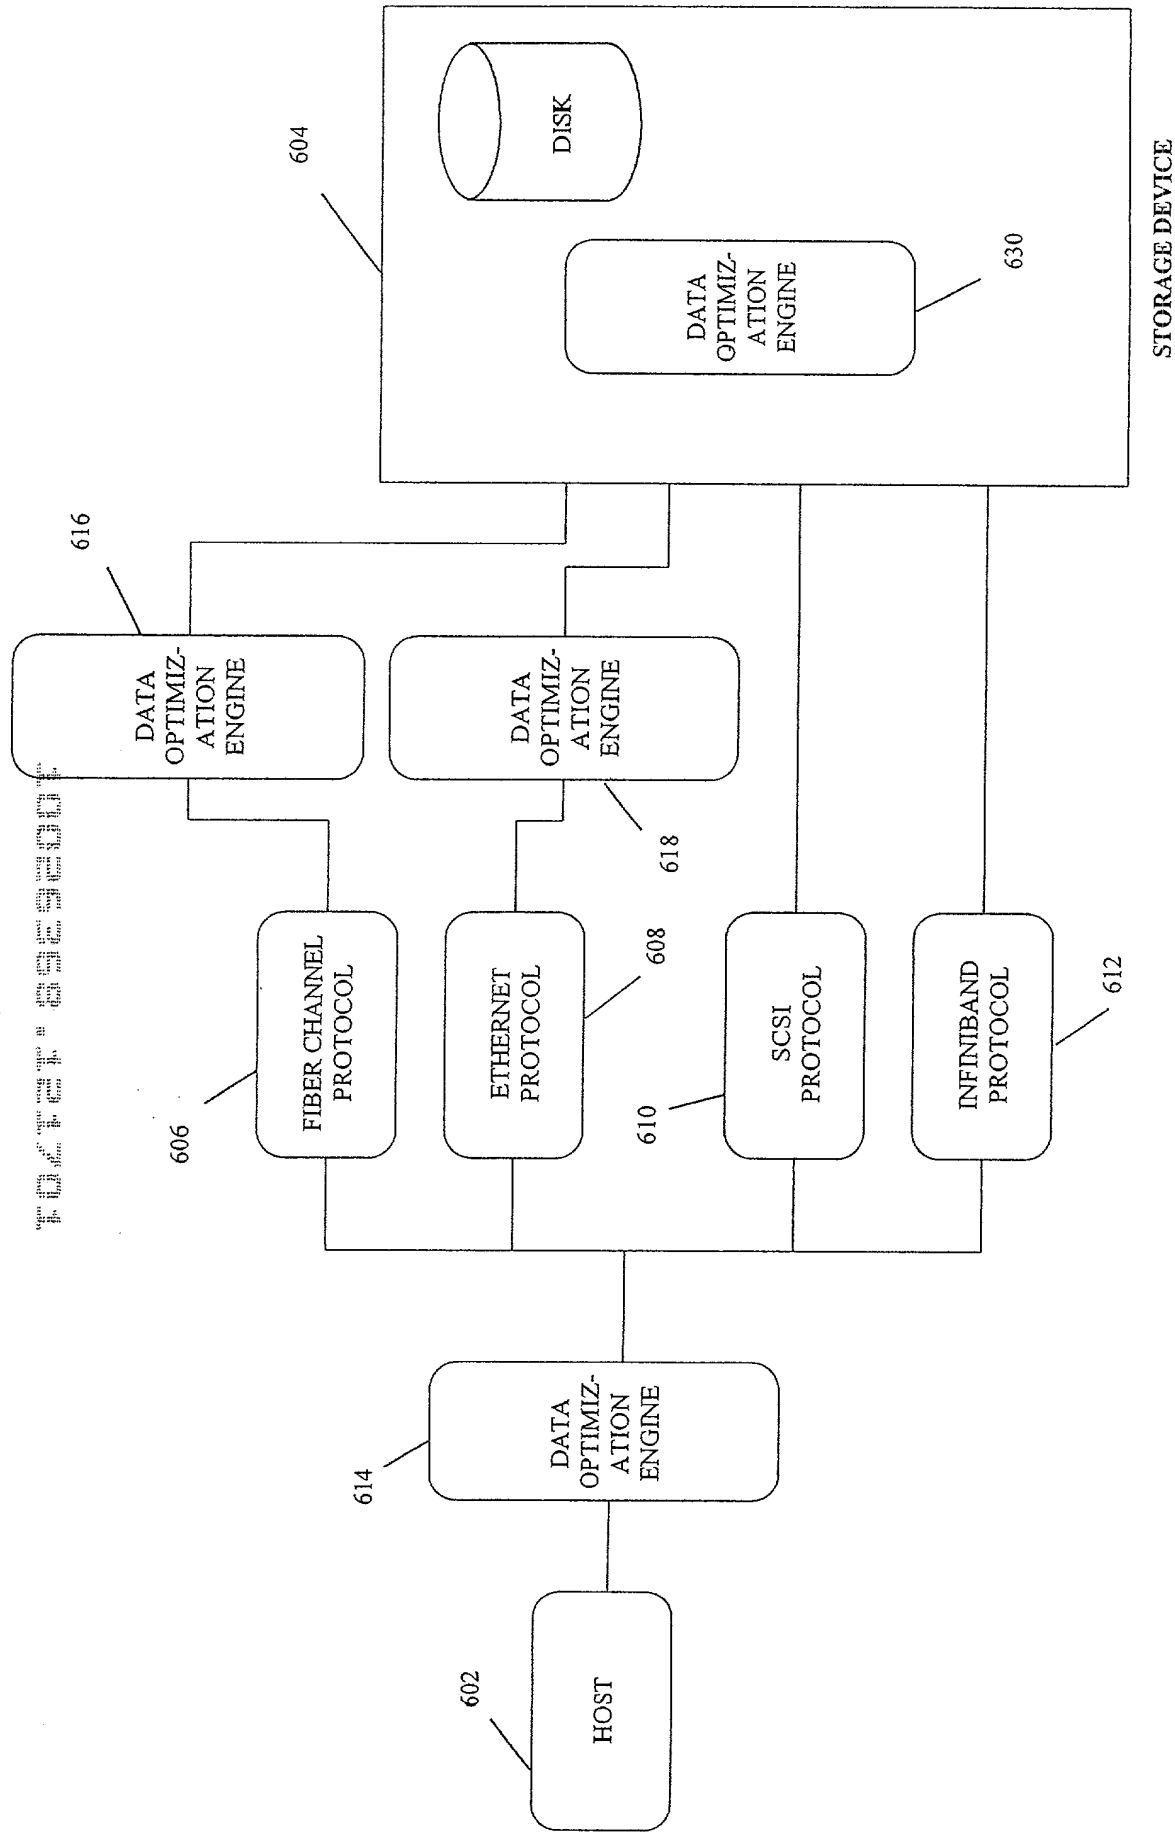 602
HOST
614
DATA
OPTIMIZ-
ATION
ENGINE
606
FIBER CHANNEL
PROTOCOL
ETHERNET
PROTOCOL
608
610
SCSI
PROTOCOL
INFINIBAND
PROTOCOL
612
616
DATA
OPTIMIZ-
ATION
ENGINE
DATA
OPTIMIZ-
ATION
ENGINE
618
604
DISK
DATA
OPTIMIZ-
ATION
ENGINE
630
STORAGE DEVICE